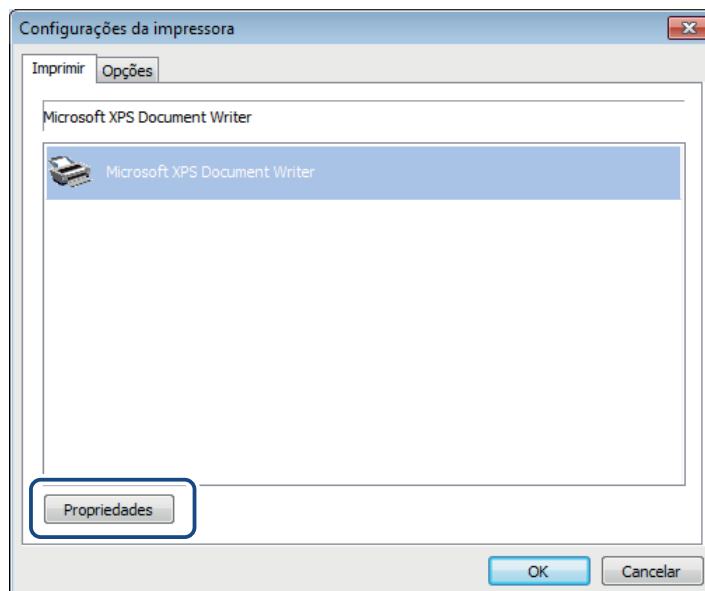 Configurações da impressora
Imprimir Opções
Microsoft XPS Document Writer
Microsoft XPS Document Writer
Propriedades
OK Cancelar